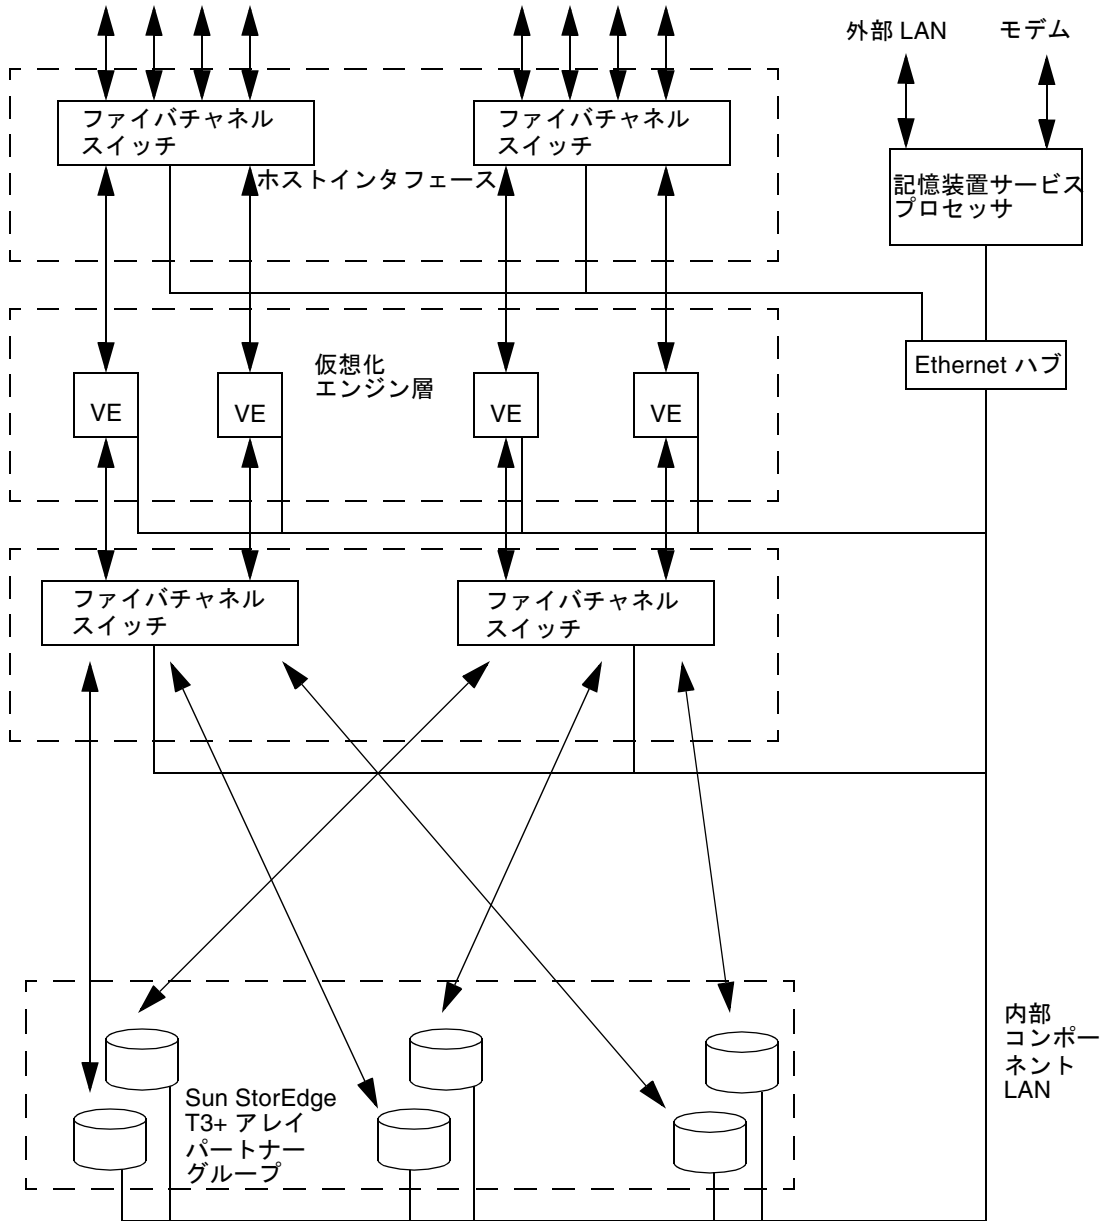 外部 LAN
モデム
ファイバチャネル
スイッチ
ファイバチャネル
スイッチ
ホストインタフェース
記憶装置サービス
プロセッサ
仮想化
エンジン層
Ethernet ハブ
VE
VE
VE
VE
ファイバチャネル
スイッチ
ファイバチャネル
スイッチ
内部
コンポー
ネント
LAN
Sun StorEdge
T3+ アレイ
パートナー
グループ